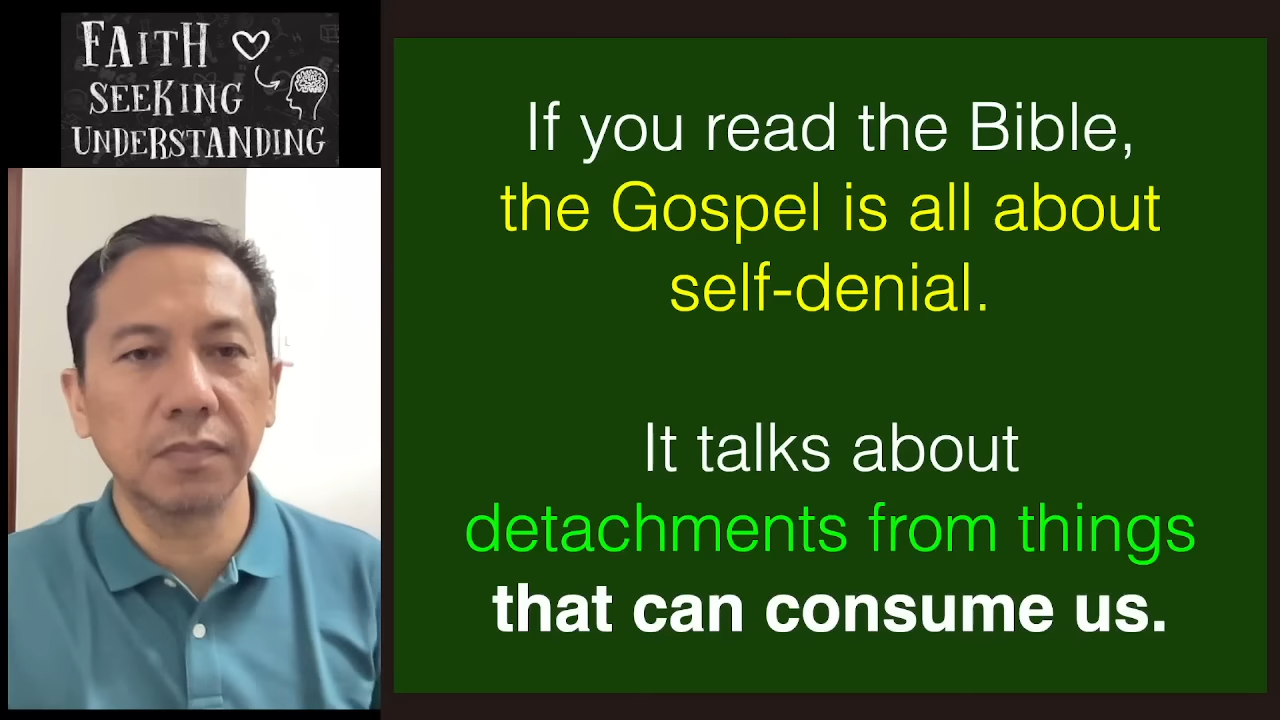 FAITH
SEEKING
UNDERSTANDING
If you read the Bible,
the Gospel is all about
self-denial.
It talks about
detachments from things
that can consume us.